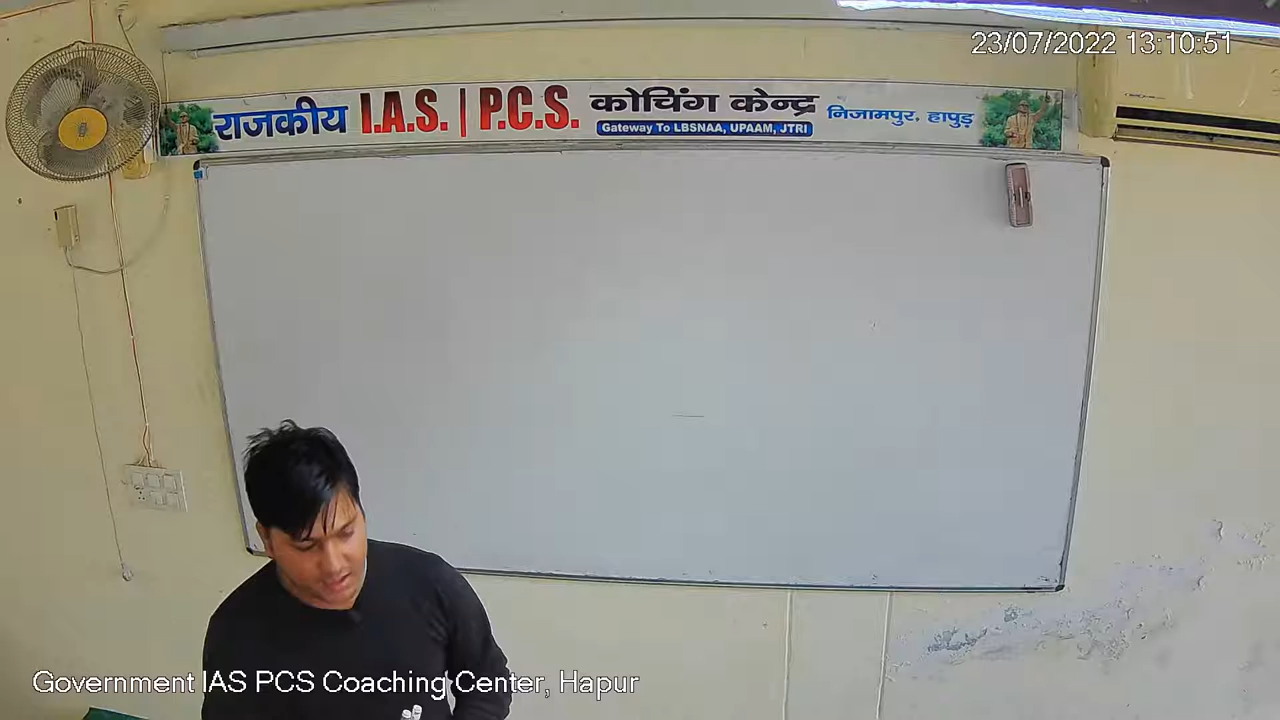 23/07/2022 13:10:51
राजकीय I.A.S. | P.C.S. कोचिंग केन्द्र निजामपुर, हापुड़
Gateway To LBSNAA, UPAAM, JTRI
Government IAS PCS Coaching Center, Hapur